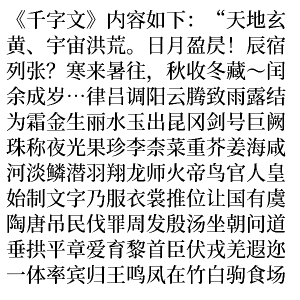 《千字文》内容如下：“天地玄
黄、宇宙洪荒。日月盈昃！辰宿
列张？寒来暑往，秋收冬藏～闰
余成岁…律吕调阳云腾致雨露结
为霜金生丽水玉出昆冈剑号巨阙
珠称夜光果珍李柰菜重芥姜海咸
河淡鳞潜羽翔龙师火帝鸟官人皇
始制文字乃服衣裳推位让国有虞
陶唐吊民伐罪周发殷汤坐朝问道
垂拱平章爱育黎首臣伏戎羌遐迩
一体率宾归王鸣凤在竹白驹食场